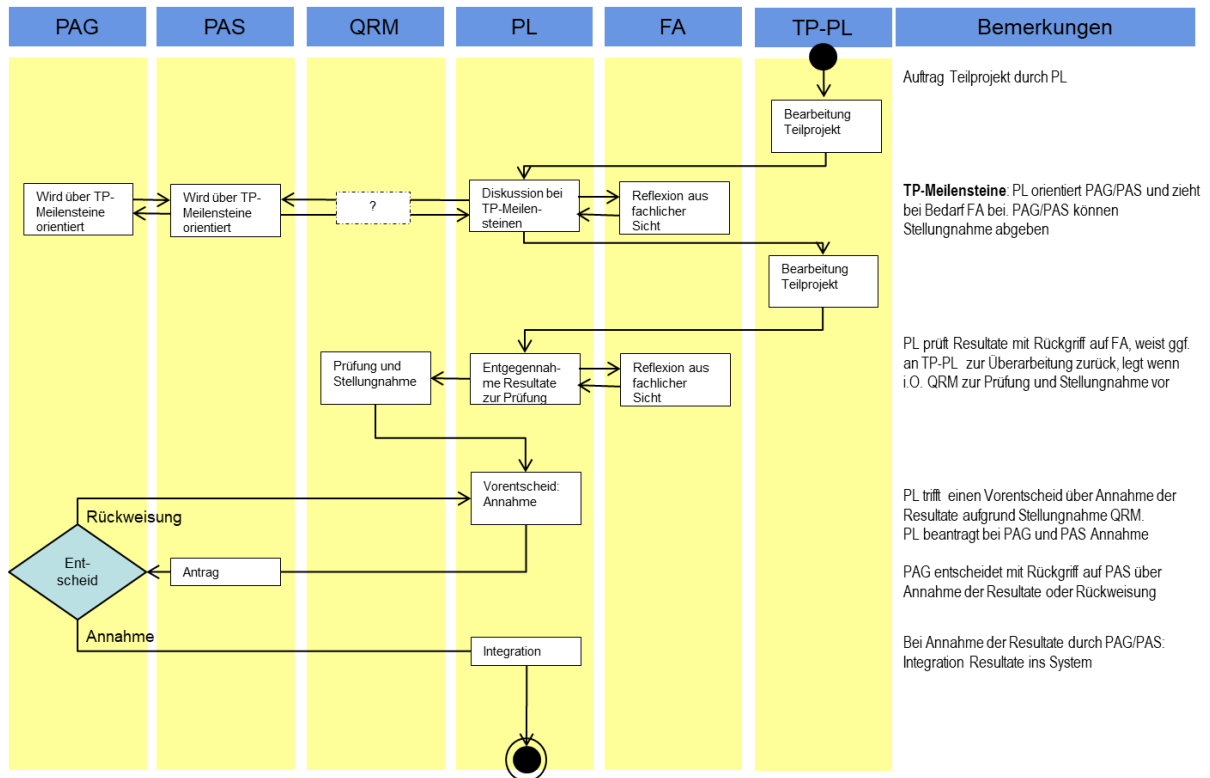 PAG
PAS
QRM
PL
FA
TP-PL
Bemerkungen
Auftrag Teilprojekt durch PL
Bearbeitung
Teilprojekt
Wird über TP-
Meilensteine
orientiert
Wird über TP-
Meilensteine
orientiert
?
Diskussion bei
TP-Meilen-
steinen
Reflexion aus
fachlicher
Sicht
TP-Meilensteine: PL orientiert PAG/PAS und zieht
bei Bedarf FA bei. PAG/PAS können
Stellungnahme abgeben
Bearbeitung
Teilprojekt
Prüfung und
Stellungnahme
Entgegennah-
me Resultate
zur Prüfung
Reflexion aus
fachlicher
Sicht
PL prüft Resultate mit Rückgriff auf FA, weist ggf.
an TP-PL zur Überarbeitung zurück, legt wenn
i.O. QRM zur Prüfung und Stellungnahme vor
Vorentscheid:
Annahme
Rückweisung
PL trifft einen Vorentscheid über Annahme der
Resultate aufgrund Stellungnahme QRM.
PL beantragt bei PAG und PAS Annahme
Ent-
scheid
Antrag
PAG entscheidet mit Rückgriff auf PAS über
Annahme der Resultate oder Rückweisung
Annahme
Integration
Bei Annahme der Resultate durch PAG/PAS:
Integration Resultate ins System